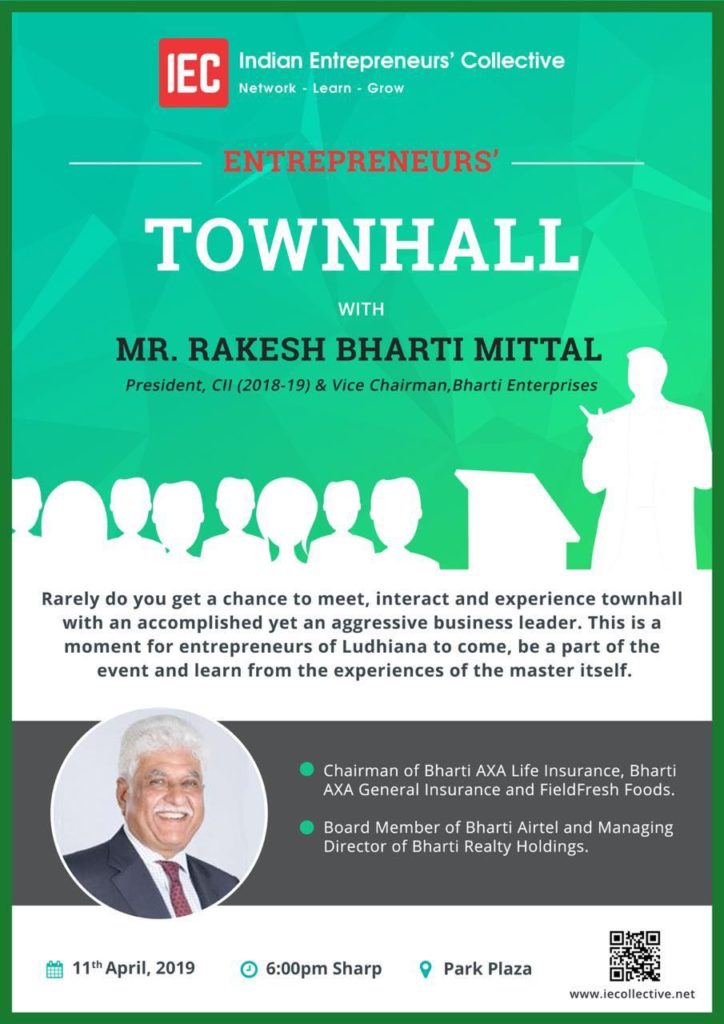 IEC
Indian Entrepreneurs' Collective
Network - Learn - Grow
ENTREPRENEURS'
TOWNHALL
WITH
MR. RAKESH BHARTI MITTAL
President, CII (2018-19) & Vice Chairman,Bharti Enterprises
Rarely do you get a chance to meet, interact and experience townhall
with an accomplished yet an aggressive business leader. This is a
moment for entrepreneurs of Ludhiana to come, be a part of the
event and learn from the experiences of the master itself.
Chairman of Bharti AXA Life Insurance, Bharti
AXA General Insurance and FieldFresh Foods.
Board Member of Bharti Airtel and Managing
Director of Bharti Realty Holdings.
11th April, 2019
6:00pm Sharp
Park Plaza
www.iecollective.net